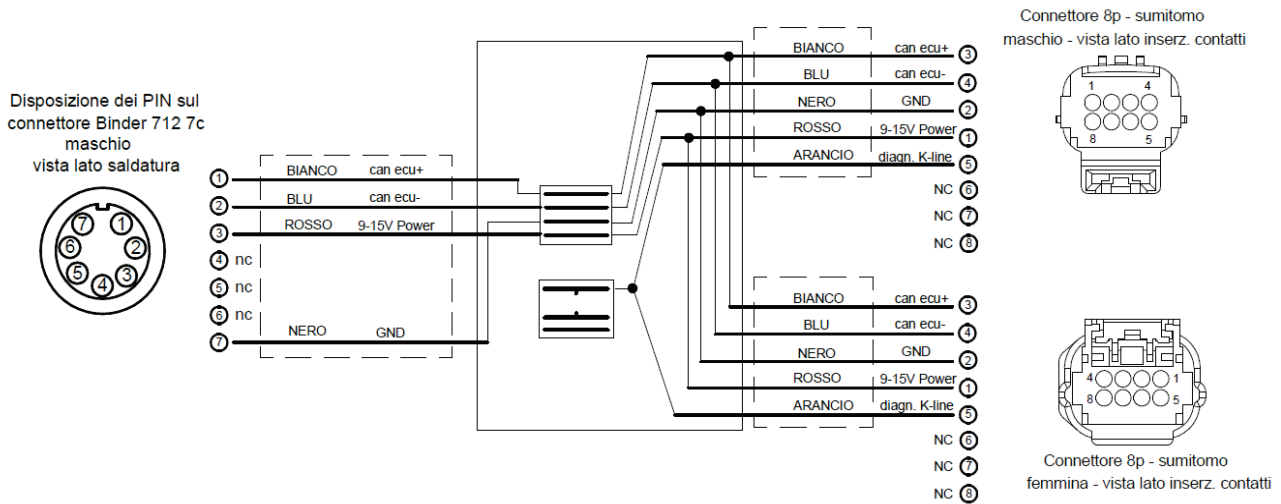 Disposizione dei PIN sul
connettore Binder 712 7c
maschio
vista lato saldatura
7 1
6 2
5 3
4
1 BIANCO can ecu+
2 BLU can ecu-
3 ROSSO 9-15V Power
4 nc
5 nc
6 nc
7 NERO GND
BIANCO can ecu+ 3
BLU can ecu- 4
NERO GND 2
ROSSO 9-15V Power 1
ARANCIO diagn. K-line 5
NC 6
NC 7
NC 8
BIANCO can ecu+ 3
BLU can ecu- 4
NERO GND 2
ROSSO 9-15V Power 1
ARANCIO diagn. K-line 5
NC 6
NC 7
NC 8
Connettore 8p - sumitomo
maschio - vista lato inserz. contatti
1 4
8 5
4 1
8 5
Connettore 8p - sumitomo
femmina - vista lato inserz. contatti